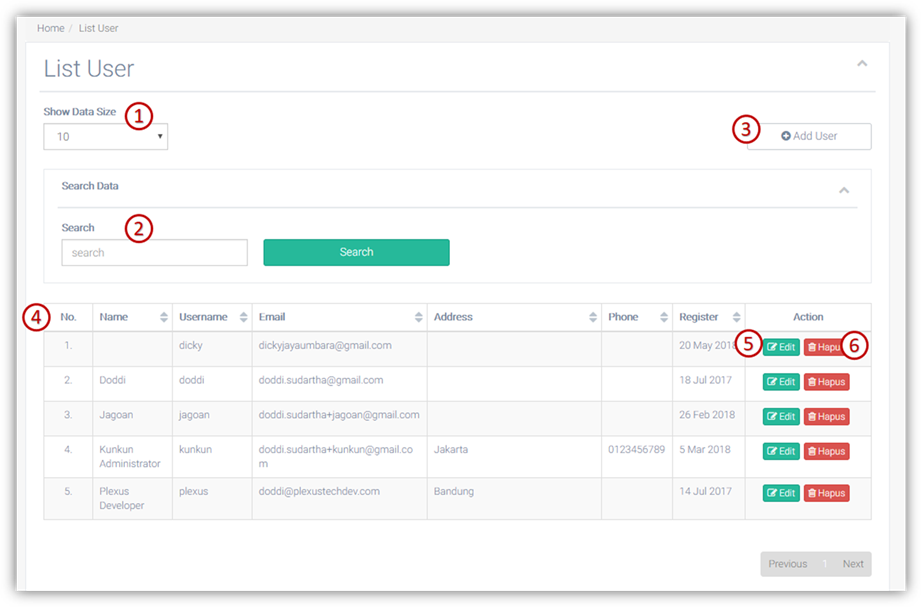 Home / List User
List User
Show Data Size 1
10
3 Add User
Search Data
Search 2
search Search
4 No. Name Username Email Address Phone Register Action
1. dicky dickyjayaumbara@gmail.com 20 May 2018 5 Edit Hapu 6
2. Doddi doddi doddi.sudartha@gmail.com 18 Jul 2017 Edit Hapus
3. Jagoan jagoan doddi.sudartha+jagoan@gmail.com 26 Feb 2018 Edit Hapus
4. Kunkun kunkun doddi.sudartha+kunkun@gmail.co Jakarta 0123456789 5 Mar 2018 Edit Hapus
Administrator m
5. Plexus plexus doddi@plexustechdev.com Bandung 14 Jul 2017 Edit Hapus
Developer
Previous 1 Next